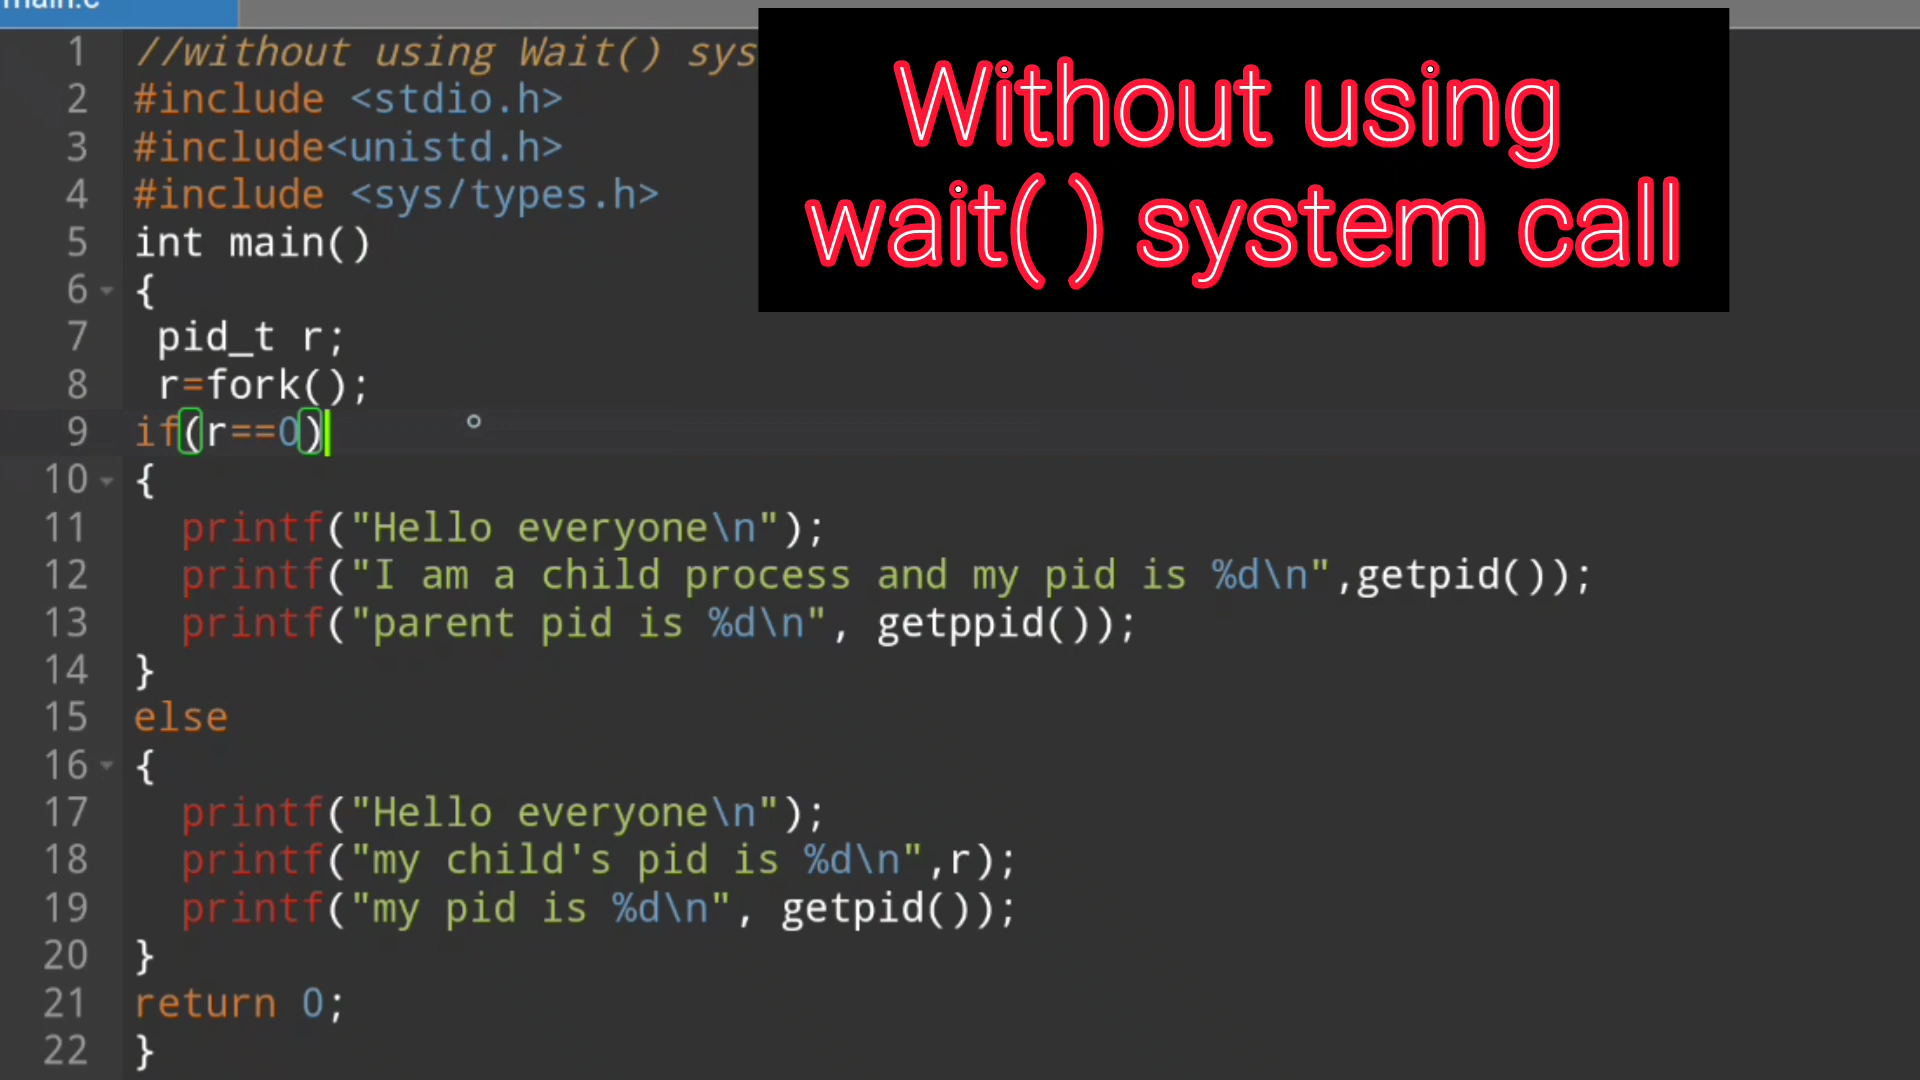 main.c
1 //without using Wait() sys
Without using
wait( ) system call
2 #include <stdio.h>
3 #include<unistd.h>
4 #include <sys/types.h>
5 int main()
6 {
7 pid_t r;
8 r=fork();
9 if(r==0)
10 {
11 printf("Hello everyone\n");
12 printf("I am a child process and my pid is %d\n",getpid());
13 printf("parent pid is %d\n", getppid());
14 }
15 else
16 {
17 printf("Hello everyone\n");
18 printf("my child's pid is %d\n",r);
19 printf("my pid is %d\n", getpid());
20 }
21 return 0;
22 }